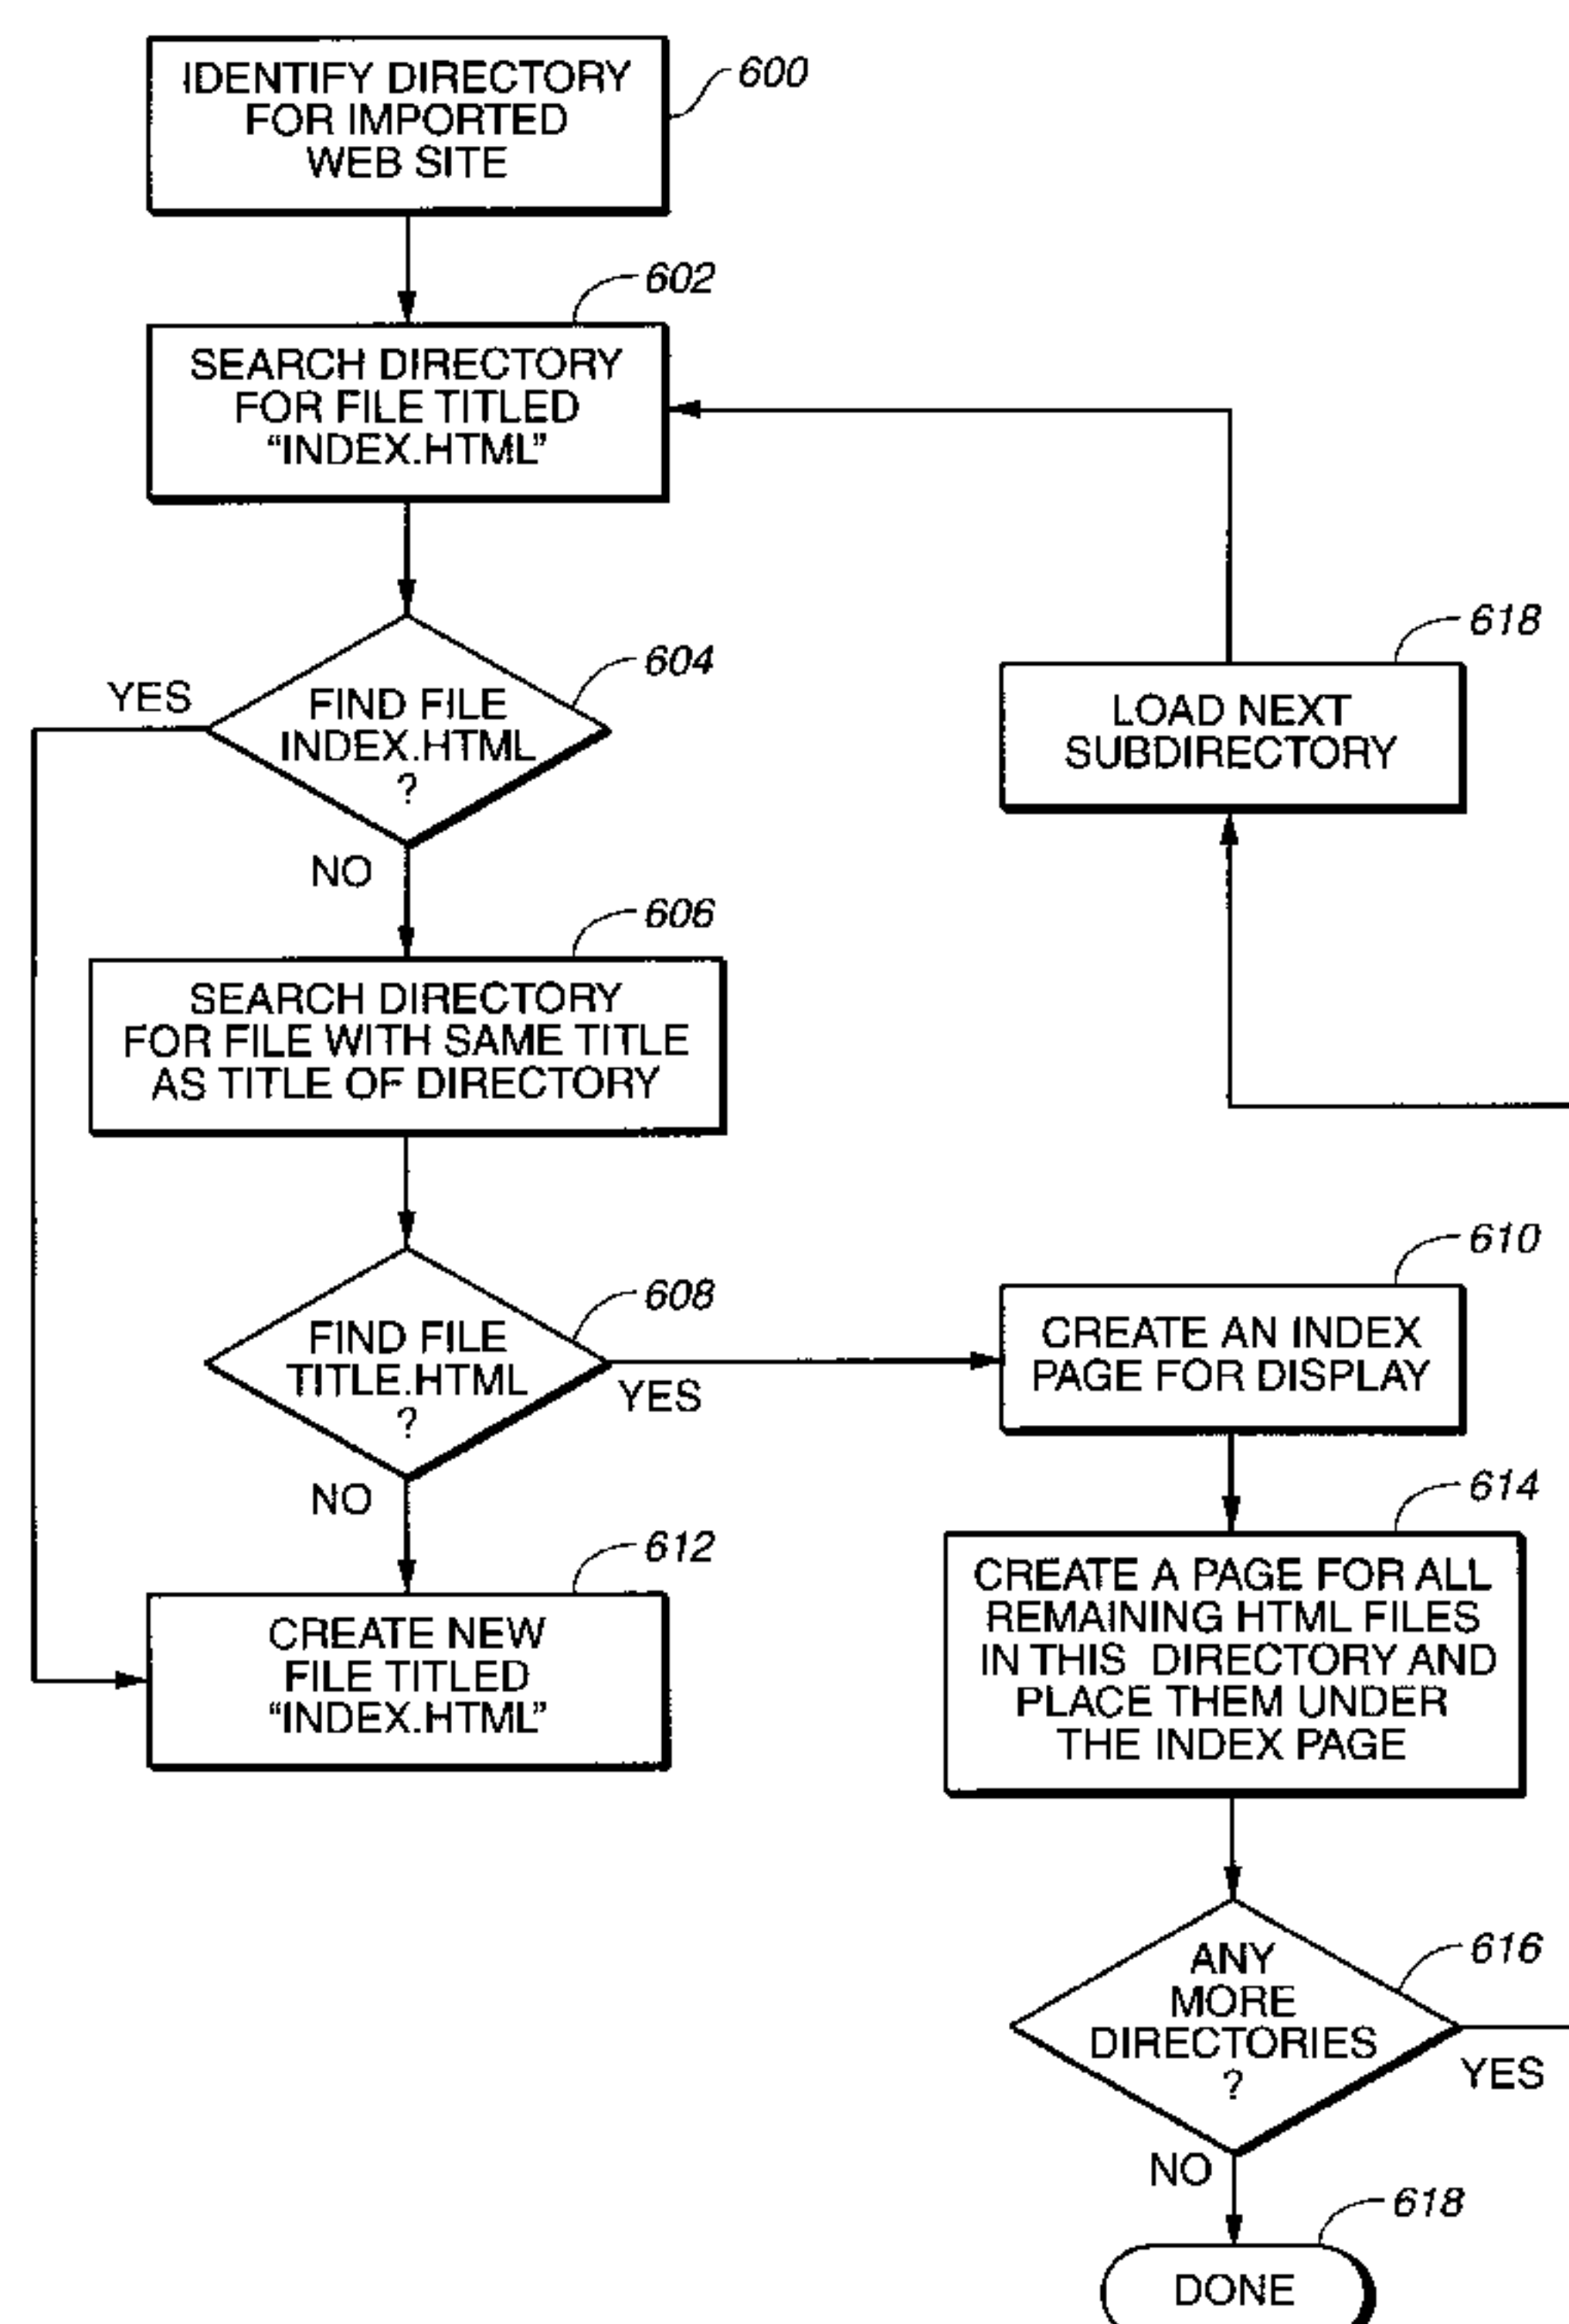 IDENTIFY DIRECTORY
FOR IMPORTED
WEB SITE
600
602
SEARCH DIRECTORY
FOR FILE TITLED
“INDEX.HTML”
604
YES
FIND FILE
INDEX.HTML
?
NO
618
LOAD NEXT
SUBDIRECTORY
606
SEARCH DIRECTORY
FOR FILE WITH SAME TITLE
AS TITLE OF DIRECTORY
608
FIND FILE
TITLE.HTML
?
YES
NO
610
CREATE AN INDEX
PAGE FOR DISPLAY
612
CREATE NEW
FILE TITLED
“INDEX.HTML”
614
CREATE A PAGE FOR ALL
REMAINING HTML FILES
IN THIS DIRECTORY AND
PLACE THEM UNDER
THE INDEX PAGE
616
ANY
MORE
DIRECTORIES
?
YES
NO
618
DONE